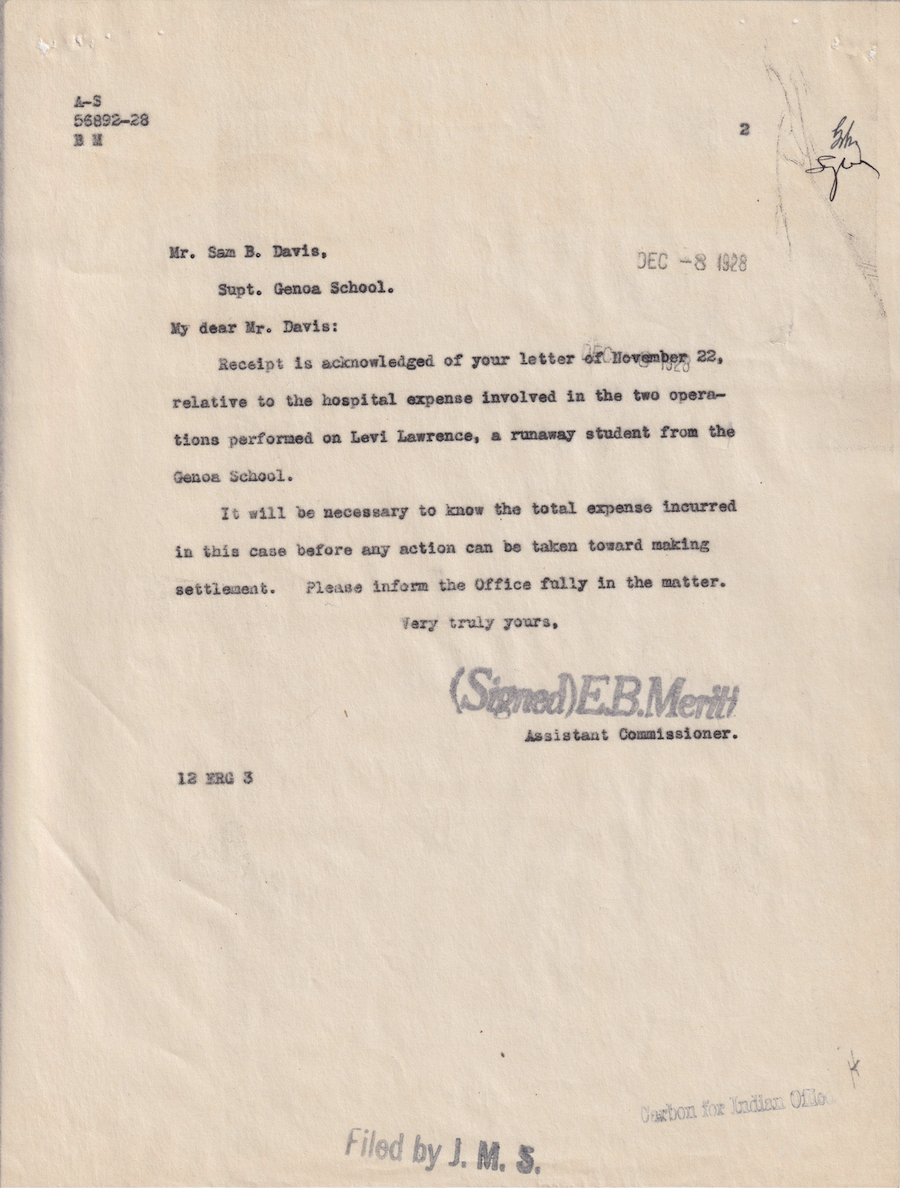 A-S
56892-28
B M
2
Mr. Sam B. Davis,
DEC -8 1928
Supt. Genoa School.
My dear Mr. Davis:
Receipt is acknowledged of your letter of November 22,
relative to the hospital expense involved in the two opera-
tions performed on Levi Lawrence, a runaway student from the
Genoa School.
It will be necessary to know the total expense incurred
in this case before any action can be taken toward making
settlement. Please inform the Office fully in the matter.
Very truly yours,
(Signed) E.B. Meritt
Assistant Commissioner.
12 ERG 3
Carbon for Indian Office
Filed by J. M. S.